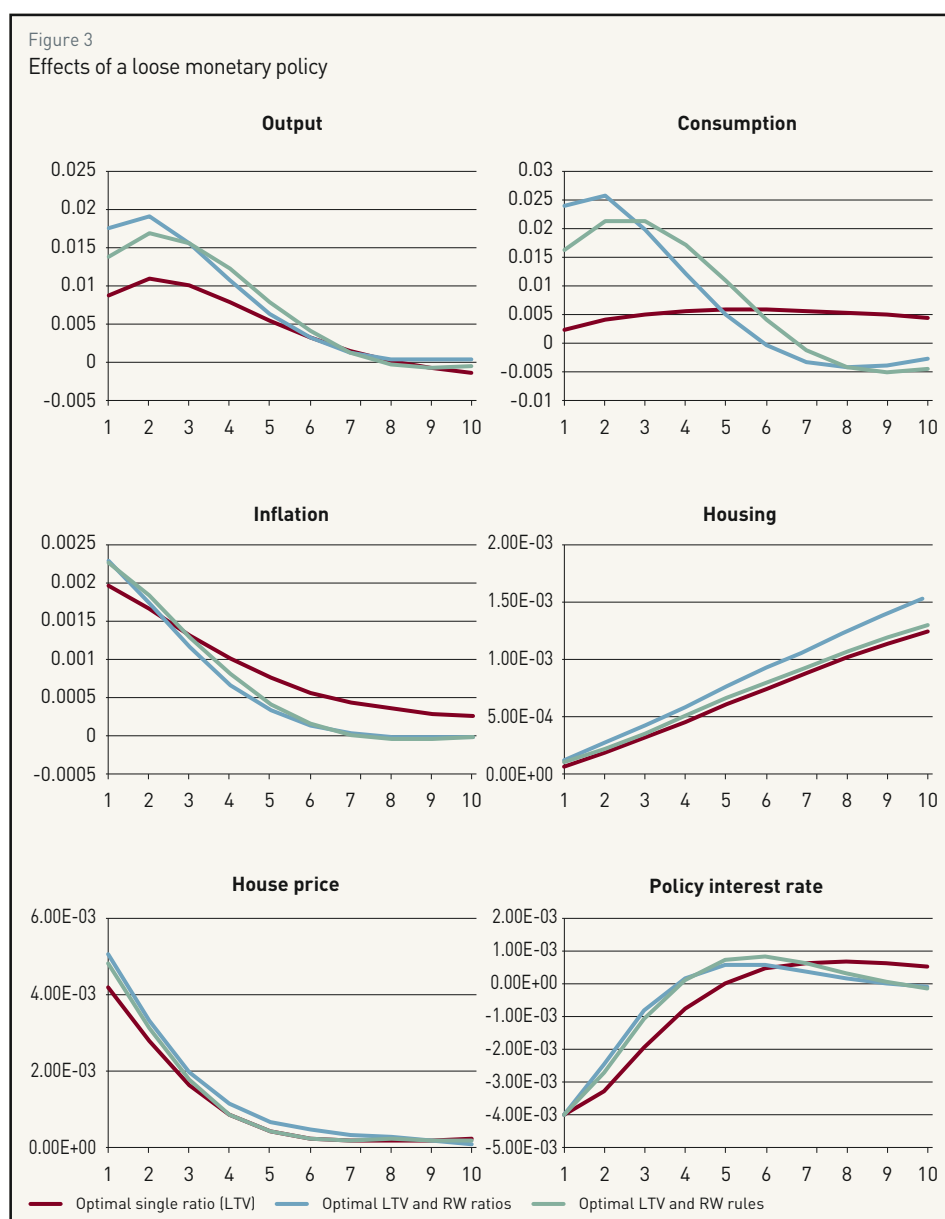 Figure 3
Effects of a loose monetary policy
Output
0.025
0.02
0.015
0.01
0.005
0
-0.005
1 2 3 4 5 6 7 8 9 10
Consumption
0.03
0.025
0.02
0.015
0.01
0.005
0
-0.005
-0.01
1 2 3 4 5 6 7 8 9 10
Inflation
0.0025
0.002
0.0015
0.001
0.0005
0
-0.0005
1 2 3 4 5 6 7 8 9 10
Housing
2.00E-03
1.50E-03
1.00E-03
5.00E-04
0.00E+00
1 2 3 4 5 6 7 8 9 10
House price
6.00E-03
4.00E-03
2.00E-03
0.00E+00
1 2 3 4 5 6 7 8 9 10
Policy interest rate
2.00E-03
1.00E-03
0.00E-03
-1.00E-03
-2.00E-03
-3.00E-03
-4.00E-03
-5.00E-03
1 2 3 4 5 6 7 8 9 10
Optimal single ratio (LTV) Optimal LTV and RW ratios Optimal LTV and RW rules